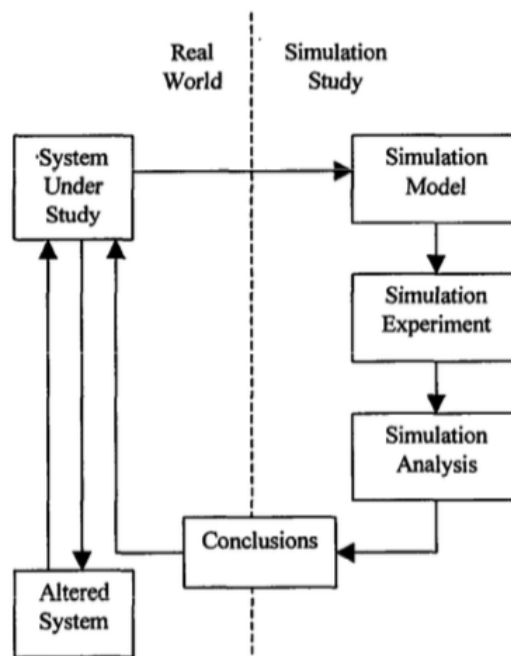 Real
World
Simulation
Study
System
Under
Study
Simulation
Model
Simulation
Experiment
Simulation
Analysis
Conclusions
Altered
System